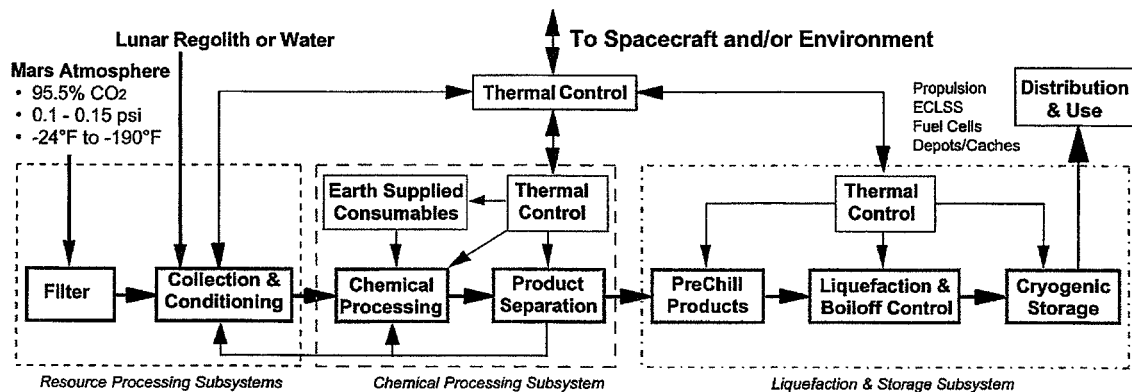 To Spacecraft and/or Environment
Lunar Regolith or Water
Mars Atmosphere
• 95.5% CO2
• 0.1 - 0.15 psi
• -24°F to -190°F
Thermal Control
Propulsion
ECLSS
Fuel Cells
Depots/Caches
Distribution
& Use
Earth Supplied
Consumables
Thermal
Control
Thermal
Control
Filter
Collection &
Conditioning
Chemical
Processing
Product
Separation
PreChill
Products
Liquefaction &
Boiloff Control
Cryogenic
Storage
Resource Processing Subsystems
Chemical Processing Subsystem
Liquefaction & Storage Subsystem